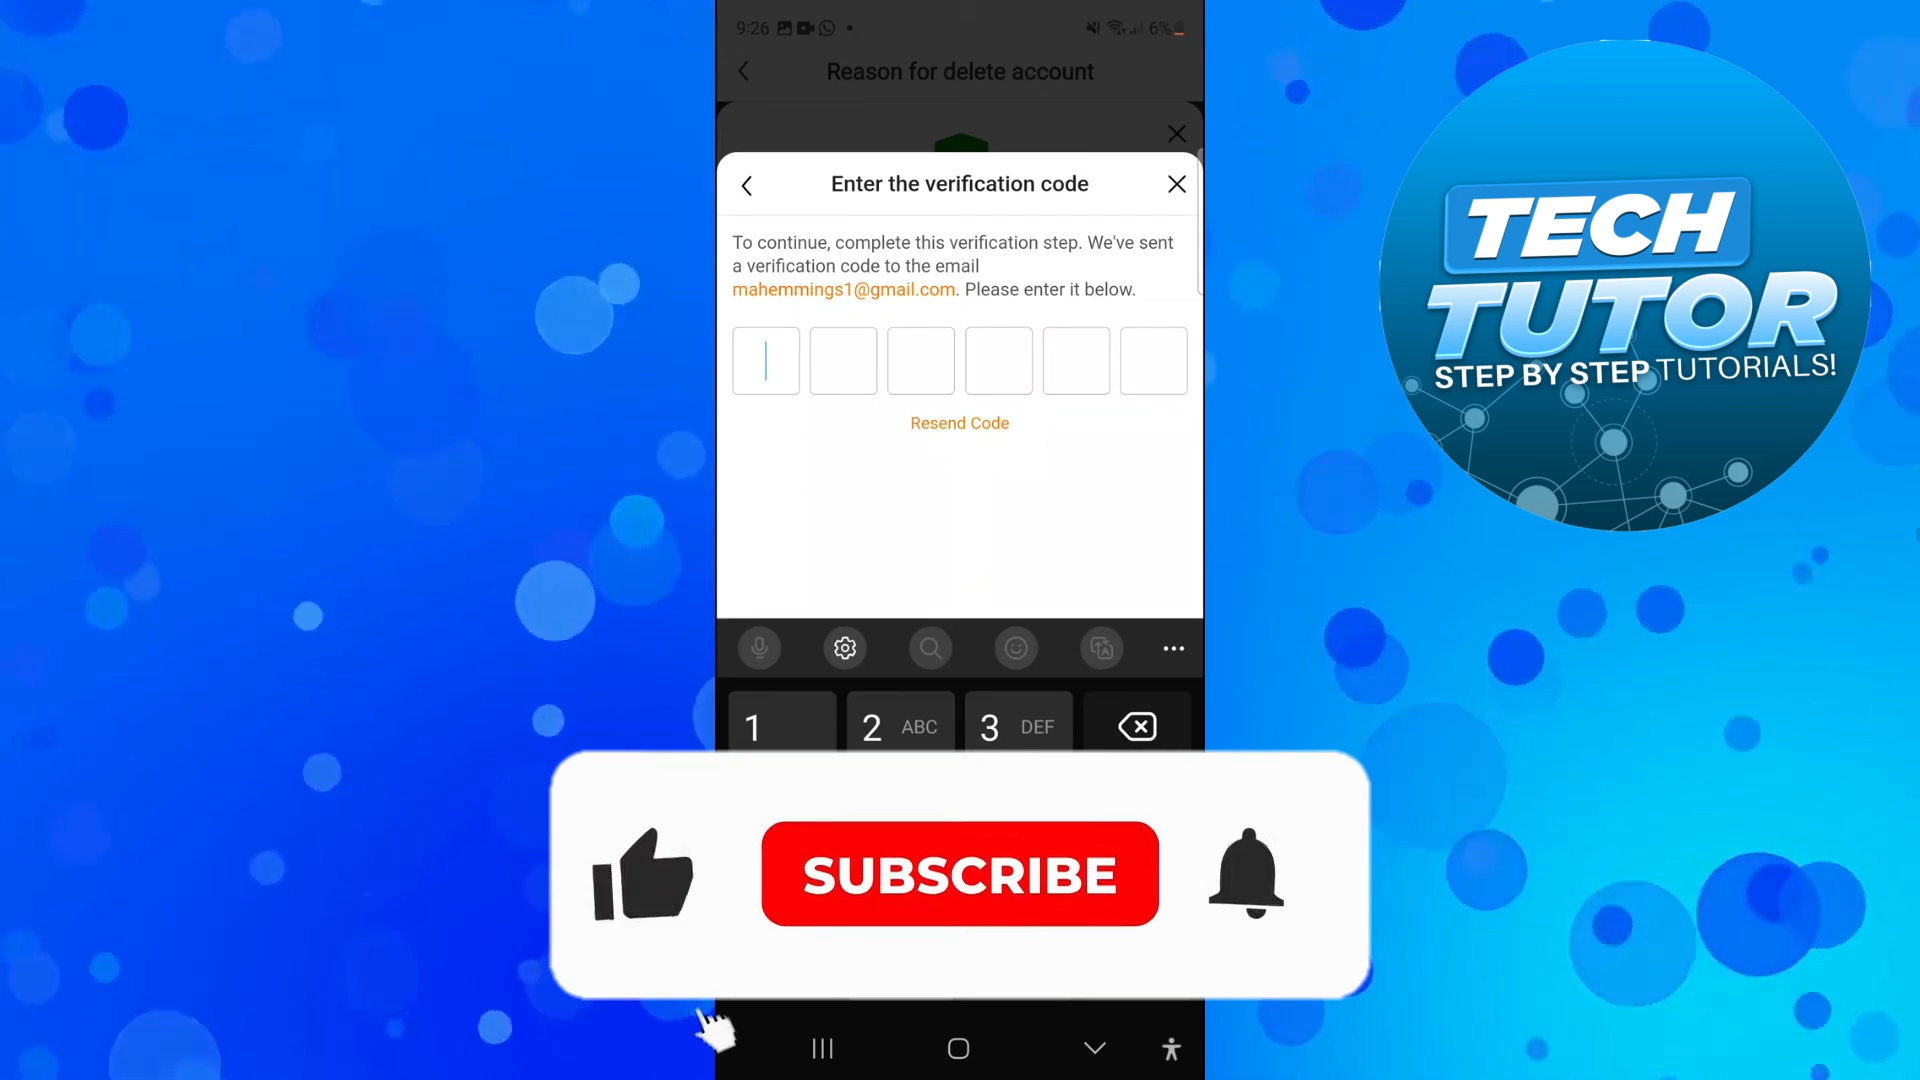 9:26
6%
Reason for delete account
Enter the verification code
To continue, complete this verification step. We've sent
a verification code to the email
mahemmings1@gmail.com. Please enter it below.
Resend Code
1
2 ABC
3 DEF
SUBSCRIBE
TECH
TUTOR
STEP BY STEP TUTORIALS!